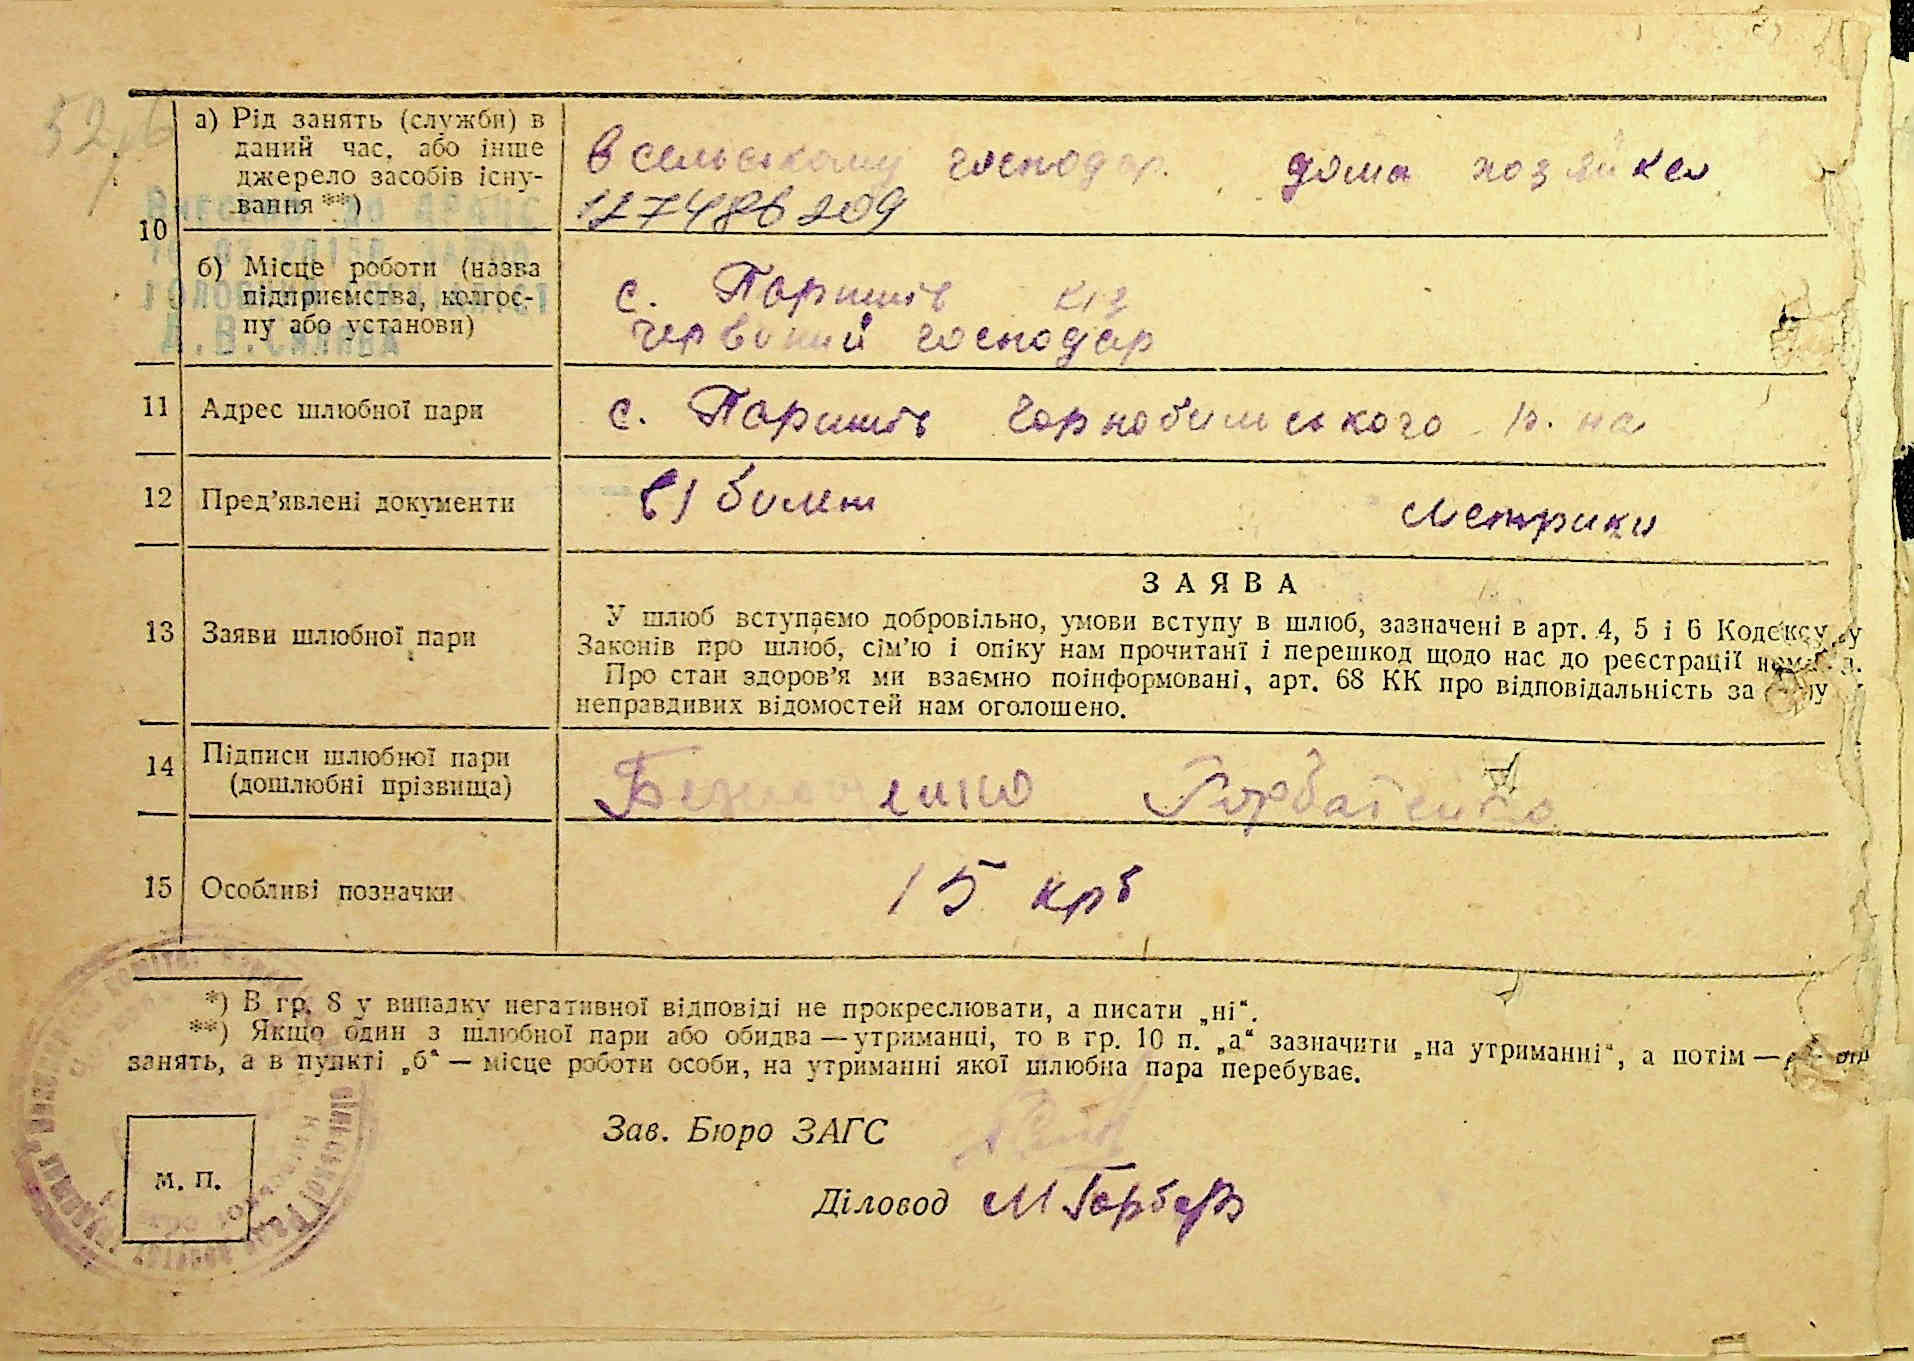 а) Рід занять (служби) в
даний час, або інше
джерело засобів існу-
вання **)
в сельському господар. дома хозяйка
127486209
10
б) Місце роботи (назва
підприємства, колгос-
пу або установи)
с. Паришів к/г
червоний господар
11 Адрес шлюбної пари
с. Паришів Чорнобильського р. на
12 Пред’явлені документи
в/билет метрики
13 Заяви шлюбної пари
ЗАЯВА
У шлюб вступаємо добровільно, умови вступу в шлюб, зазначені в арт. 4, 5 і 6 Кодексу
Законів про шлюб, сім’ю і опіку нам прочитані і перешкод щодо нас до реєстрації
Про стан здоров’я ми взаємно поінформовані, арт. 68 КК про відповідальність за
неправдивих відомостей нам оголошено.
14 Підписи шлюбної пари
(дошлюбні прізвища)
Горбатенко
15 Особливі позначки
15 крб
*) В гр. 8 у випадку негативної відповіді не прокреслювати, а писати „ні“.
**) Якщо один з шлюбної пари або обидва — утриманці, то в гр. 10 п. „а“ зазначити „на утриманні“, а потім —
занять, а в пункті „б“ — місце роботи особи, на утриманні якої шлюбна пара перебуває.
Зав. Бюро ЗАГС
М. П.
Діловод